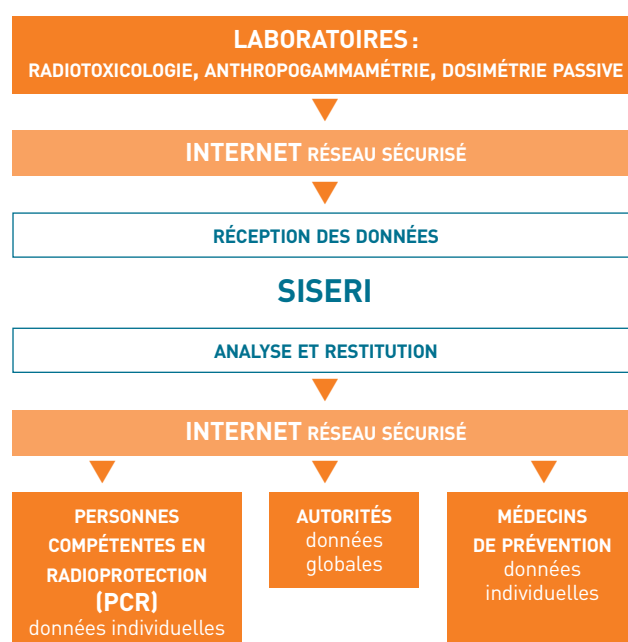 LABORATOIRES :
RADIOTOXICOLOGIE, ANTHROPOGAMMAMÉTRIE, DOSIMÉTRIE PASSIVE
INTERNET RÉSEAU SÉCURISÉ
RÉCEPTION DES DONNÉES
SISERI
ANALYSE ET RESTITUTION
INTERNET RÉSEAU SÉCURISÉ
PERSONNES
COMPÉTENTES EN
RADIOPROTECTION
(PCR)
données individuelles
AUTORITÉS
données
globales
MÉDECINS
DE PRÉVENTION
données
individuelles